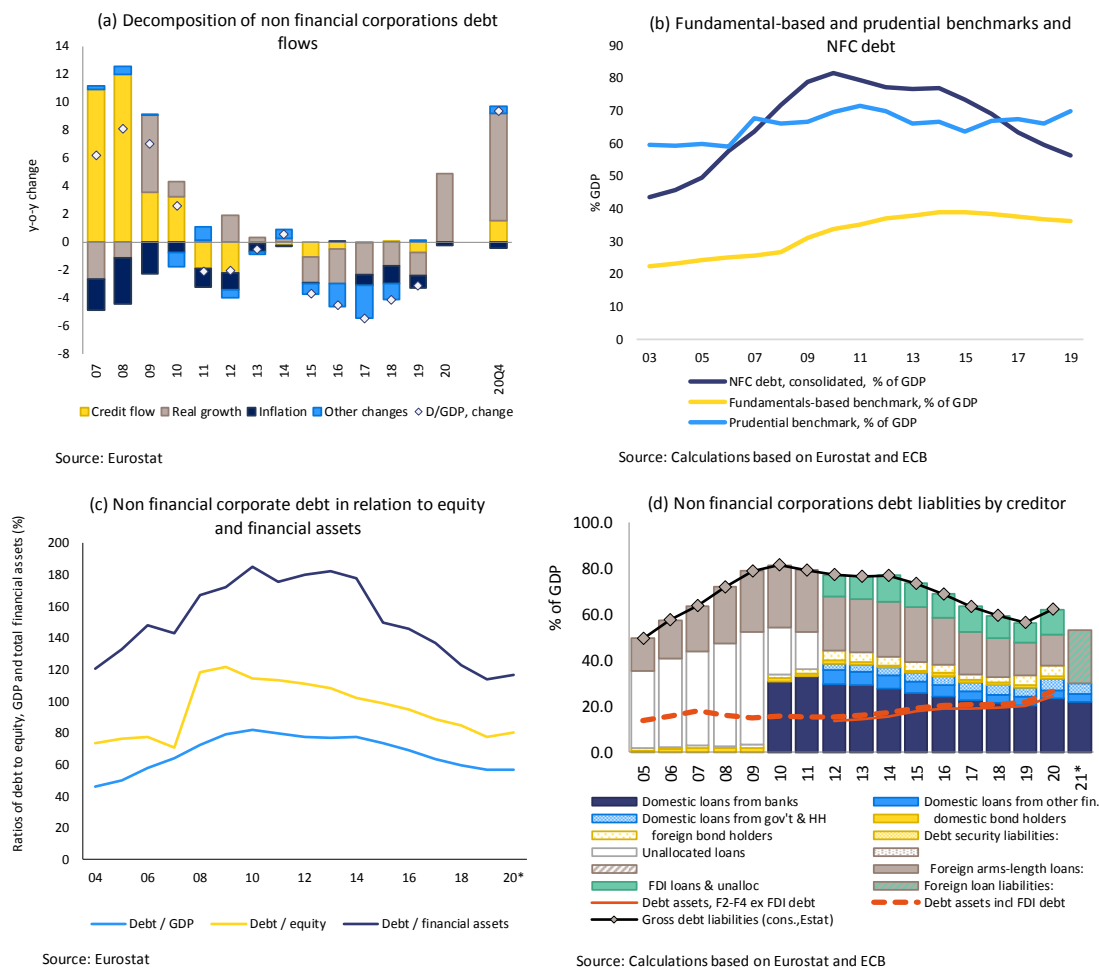 (a) Decomposition of non financial corporations debt
flows
14
12
10
8
6
4
2
0
-2
-4
-6
-8
y-o-y change
07 08 09 10 11 12 13 14 15 16 17 18 19 20 20Q4
Credit flow Real growth Inflation Other changes D/GDP, change
Source: Eurostat
(b) Fundamental-based and prudential benchmarks and
NFC debt
90
80
70
60
50
40
30
20
10
0
% GDP
03 05 07 09 11 13 15 17 19
NFC debt, consolidated, % of GDP
Fundamentals-based benchmark, % of GDP
Prudential benchmark, % of GDP
Source: Calculations based on Eurostat and ECB
(c) Non financial corporate debt in relation to equity
and financial assets
200
180
160
140
120
100
80
60
40
20
0
Ratios of debt to equity, GDP and total financial assets (%)
04 06 08 10 12 14 16 18 20*
Debt / GDP Debt / equity Debt / financial assets
Source: Eurostat
(d) Non financial corporations debt liablities by creditor
100.0
80.0
60.0
40.0
20.0
0.0
% of GDP
05 06 07 08 09 10 11 12 13 14 15 16 17 18 19 20 21*
Domestic loans from banks Domestic loans from other fin.
Domestic loans from gov't & HH domestic bond holders
foreign bond holders Debt security liabilities:
Unallocated loans
Foreign arms-length loans:
FDI loans & unalloc Foreign loan liabilities:
Debt assets, F2-F4 ex FDI debt Debt assets incl FDI debt
Gross debt liabilities (cons.,Estat)
Source: Calculations based on Eurostat and ECB